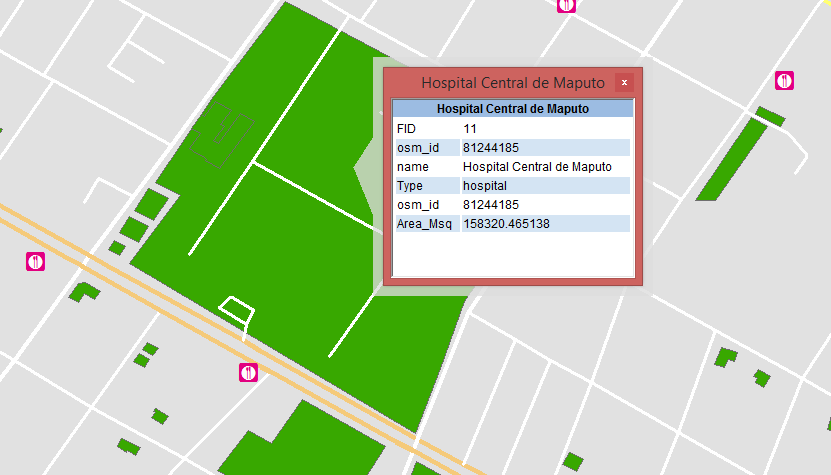 Hospital Central de Maputo x
Hospital Central de Maputo
FID 11
osm_id 81244185
name Hospital Central de Maputo
Type hospital
osm_id 81244185
Area_Msq 158320.465138